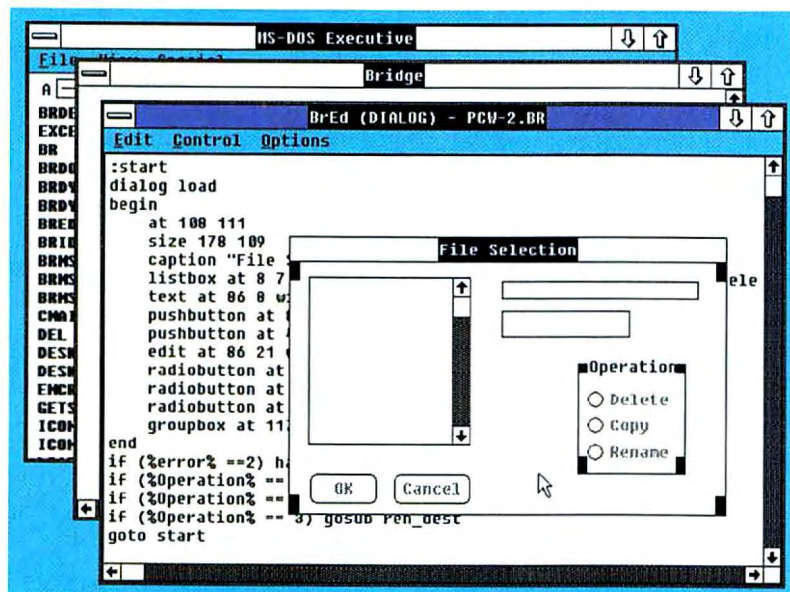 MS-DOS Executive
File View Special
A
BRDE
EXCE
BR
BRDO
BRDY
BRDY
BRED
BRID
BRMS
BRMS
BRMS
CMAI
DEL
DESK
DESK
EMCR
GETS
ICON
ICON
Bridge
BrEd (DIALOG) - PCW-2.BR
Edit Control Options
:start
dialog load
begin
at 108 111
size 178 109
caption "File
listbox at 8 7
text at 86 8
pushbutton at
pushbutton at
edit at 86 21
radiobutton at
radiobutton at
radiobutton at
groupbox at 117
ele
end
if (%error% ==2)
if (%Operation% ==
if (%Operation% ==
if (%Operation% == 3) gosub Ren_dest
goto start
File Selection
Operation
Delete
Copy
Rename
OK
Cancel